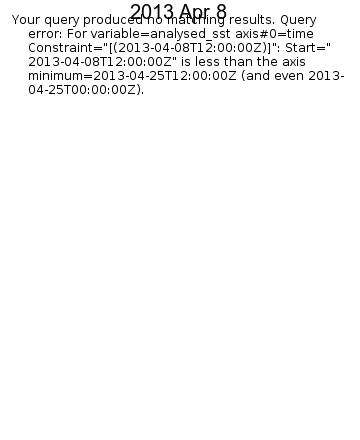 2013 Apr 8
Your query produced no matching results. Query
error: For variable=analysed_sst axis#0=time
Constraint="[(2013-04-08T12:00:00Z)]": Start="
2013-04-08T12:00:00Z" is less than the axis
minimum=2013-04-25T12:00:00Z (and even 2013-
04-25T00:00:00Z).